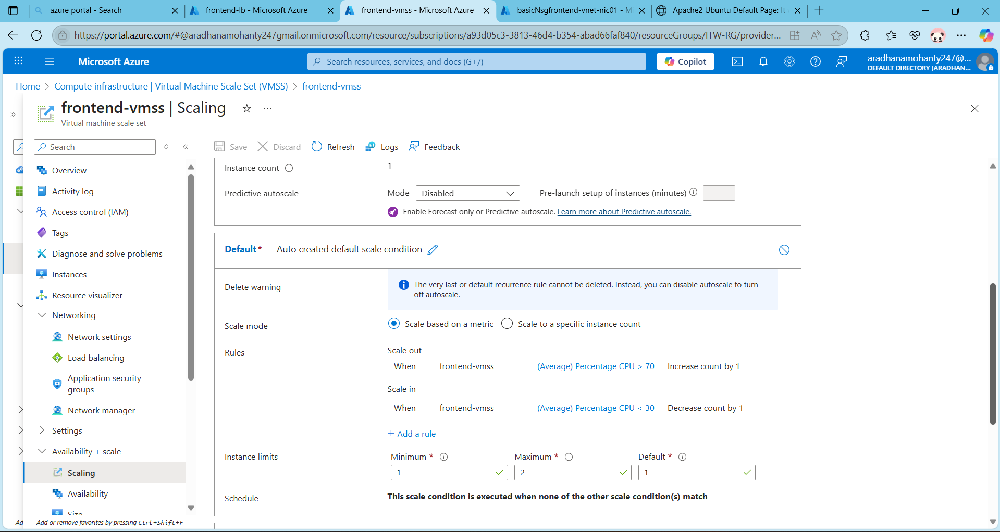 azure portal - Search
frontend-lb - Microsoft Azure
frontend-vmss - Microsoft Azure
basicNsgfrontend-vnet-nic01 - M
Apache2 Ubuntu Default Page: It
https://portal.azure.com/#@aradhanamohanty247gmail.onmicrosoft.com/resource/subscriptions/a93d05c3-3813-46d4-b354-abad66faf840/resourceGroups/ITW-RG/provider...
Microsoft Azure
Search resources, services, and docs (G+/)
Copilot
aradhanamohanty247@...
DEFAULT DIRECTORY (ARADHAN...
Home > Compute infrastructure | Virtual Machine Scale Set (VMSS) > frontend-vmss
frontend-vmss | Scaling
Virtual machine scale set
Search
Save
Discard
Refresh
Logs
Feedback
Overview
Activity log
Access control (IAM)
Tags
Diagnose and solve problems
Instances
Resource visualizer
Networking
Network settings
Load balancing
Application security
groups
Network manager
Settings
Availability + scale
Scaling
Availability
Size
Ad
Add or remove favorites by pressing Ctrl+Shift+F
Instance count
1
Predictive autoscale
Mode
Disabled
Pre-launch setup of instances (minutes)
Enable Forecast only or Predictive autoscale. Learn more about Predictive autoscale.
Default* Auto created default scale condition
Delete warning
The very last or default recurrence rule cannot be deleted. Instead, you can disable autoscale to turn
off autoscale.
Scale mode
Scale based on a metric
Scale to a specific instance count
Rules
Scale out
When frontend-vmss (Average) Percentage CPU > 70 Increase count by 1
Scale in
When frontend-vmss (Average) Percentage CPU < 30 Decrease count by 1
+ Add a rule
Instance limits
Minimum *
Maximum *
Default *
1
2
1
Schedule
This scale condition is executed when none of the other scale condition(s) match